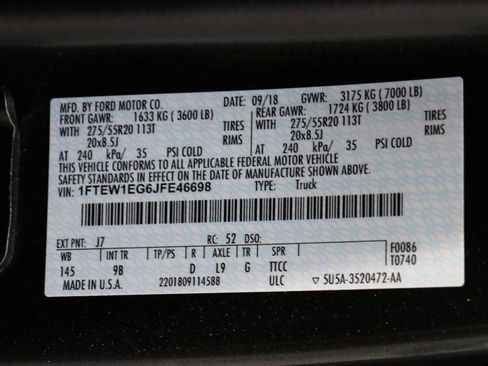 MFD. BY FORD MOTOR CO. DATE: 09/18 GVWR: 3175 KG ( 7000 LB)
FRONT GAWR: 1633 KG ( 3600 LB) REAR GAWR: 1724 KG ( 3800 LB)
WITH 275/55R20 113T TIRES WITH 275/55R20 113T TIRES
20x8.5J 20x8.5J
AT 240 kPa/ 35 PSI COLD AT 240 kPa/ 35 PSI COLD
THIS VEHICLE CONFORMS TO ALL APPLICABLE FEDERAL MOTOR VEHICLE
SAFETY STANDARDS IN EFFECT ON THE DATE OF MANUFACTURE SHOWN ABOVE.
VIN: 1FTEW1EG6JFE46698 TYPE: Truck
EXT PNT: J7 RC: 52 DSO:
WB INT TR TP/PS R AXLE TR SPR F0086
145 9B D L9 G TTCC T0740
MADE IN U.S.A. 2201809114588 ULC 5U5A-3520472-AA